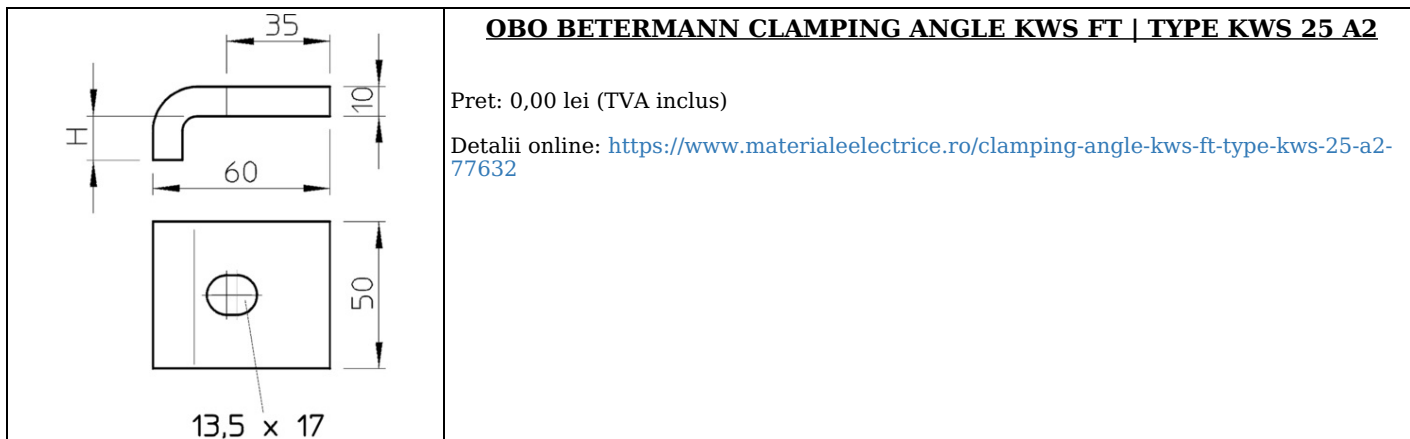 35
10
H
60
50
13,5 x 17
OBO BETERMANN CLAMPING ANGLE KWS FT | TYPE KWS 25 A2
Pret: 0,00 lei (TVA inclus)
Detalii online: https://www.materialeelectrice.ro/clamping-angle-kws-ft-type-kws-25-a2-
77632